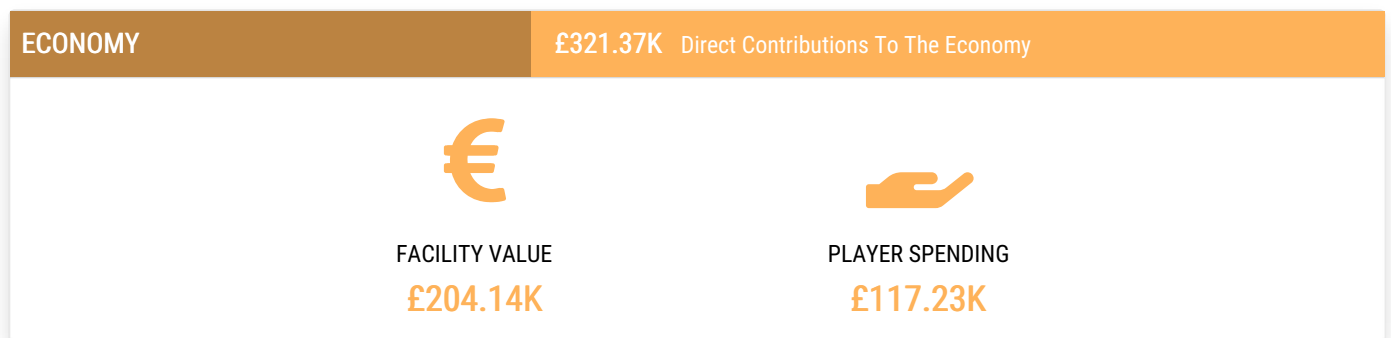 ECONOMY
£321.37K Direct Contributions To The Economy
€
FACILITY VALUE
£204.14K
PLAYER SPENDING
£117.23K